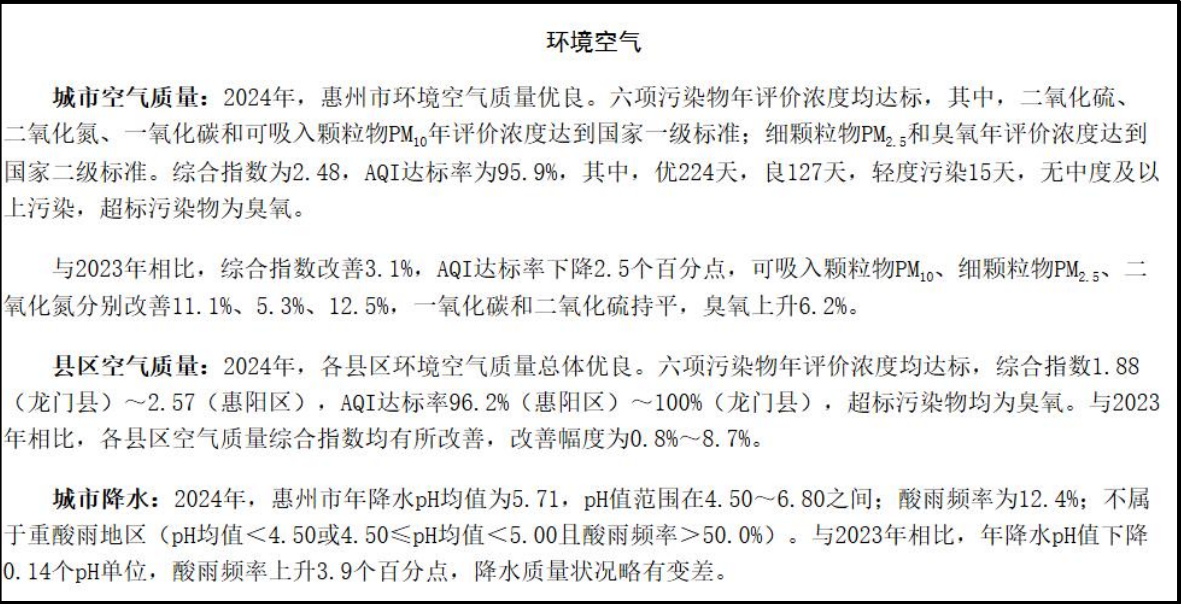 环境空气
城市空气质量：2024年，惠州市环境空气质量优良。六项污染物年评价浓度均达标，其中，二氧化硫、
二氧化氮、一氧化碳和可吸入颗粒物PM10年评价浓度达到国家一级标准；细颗粒物PM2.5和臭氧年评价浓度达到
国家二级标准。综合指数为2.48，AQI达标率为95.9%，其中，优224天，良127天，轻度污染15天，无中度及以
上污染，超标污染物为臭氧。
与2023年相比，综合指数改善3.1%，AQI达标率下降2.5个百分点，可吸入颗粒物PM10、细颗粒物PM2.5、二
氧化氮分别改善11.1%、5.3%、12.5%，一氧化碳和二氧化硫持平，臭氧上升6.2%。
县区空气质量：2024年，各县区环境空气质量总体优良。六项污染物年评价浓度均达标，综合指数1.88
（龙门县）～2.57（惠阳区），AQI达标率96.2%（惠阳区）～100%（龙门县），超标污染物均为臭氧。与2023
年相比，各县区空气质量综合指数均有所改善，改善幅度为0.8%～8.7%。
城市降水：2024年，惠州市年降水pH均值为5.71，pH值范围在4.50～6.80之间；酸雨频率为12.4%；不属
于重酸雨地区（pH均值＜4.50或4.50≤pH均值＜5.00且酸雨频率＞50.0%）。与2023年相比，年降水pH值下降
0.14个pH单位，酸雨频率上升3.9个百分点，降水质量状况略有变差。